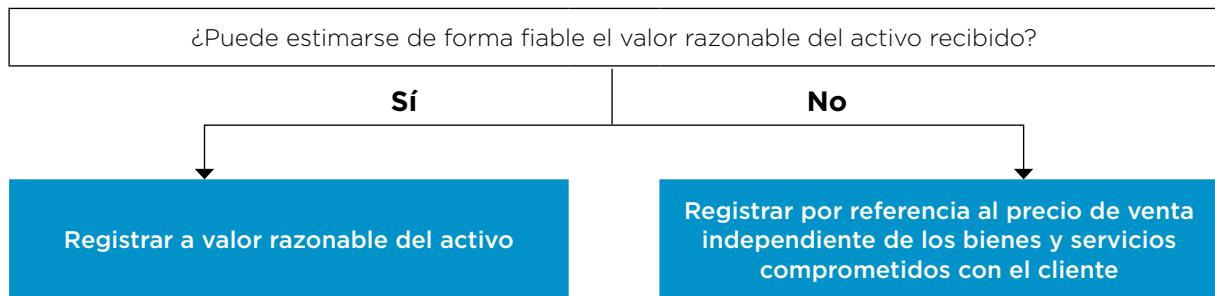 ¿Puede estimarse de forma fiable el valor razonable del activo recibido?
Sí
No
Registrar a valor razonable del activo
Registrar por referencia al precio de venta
independiente de los bienes y servicios
comprometidos con el cliente